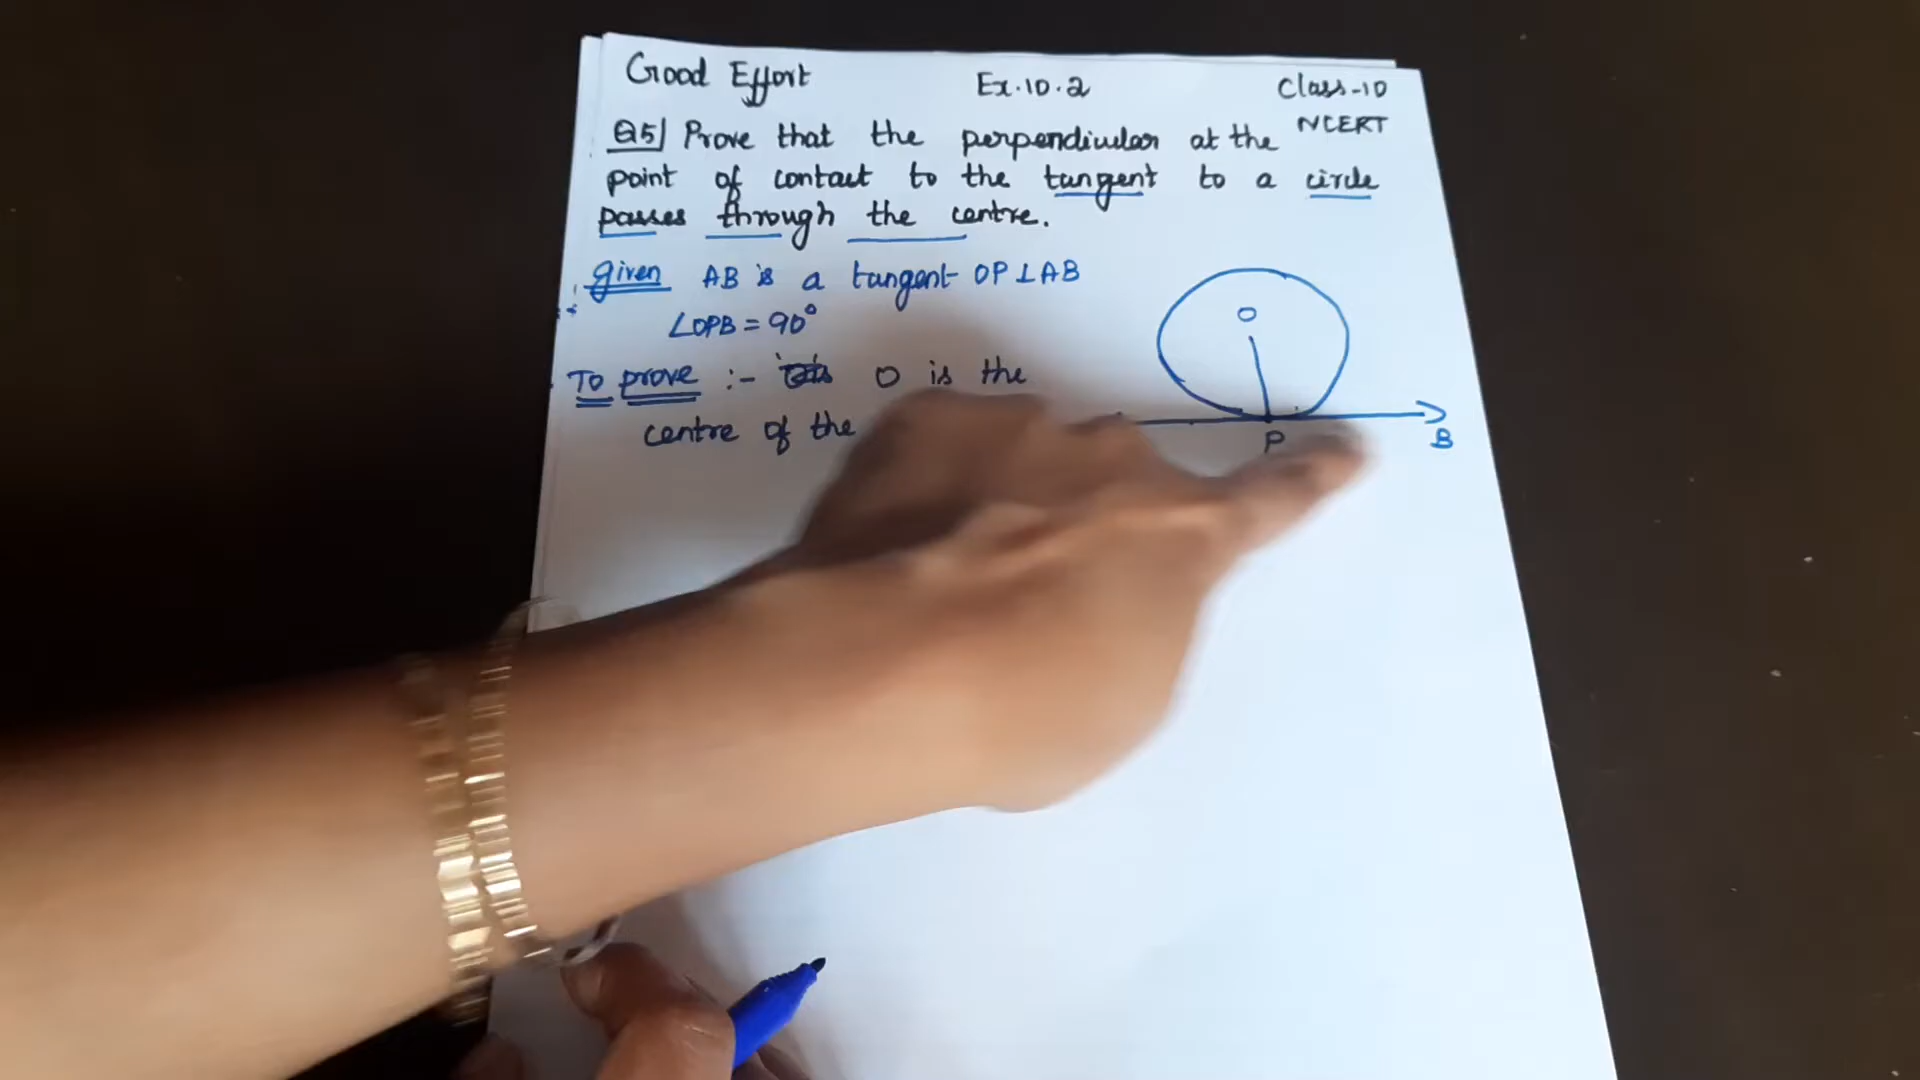 Good Effort Ex.10.2 Class-10
NCERT
Q5| Prove that the perpendicular at the
point of contact to the tangent to a circle
passes through the centre.
given AB is a tangent OP⊥AB
∠OPB = 90°
To prove :- O is the
centre of the
O
P
B